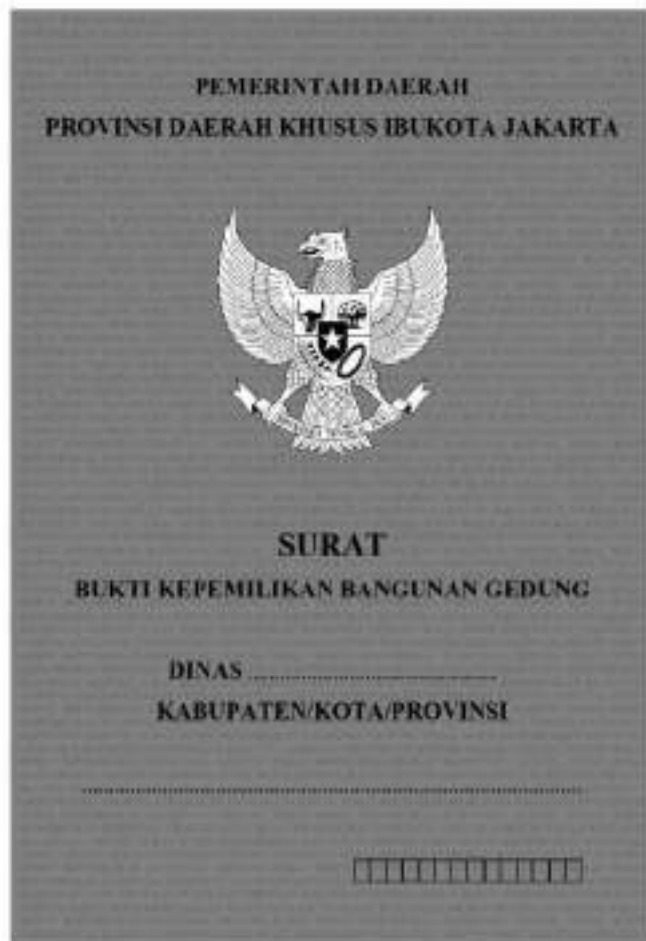 PEMERINTAH DAERAH
PROVINSI DAERAH KHUSUS IBUKOTA JAKARTA
SURAT
BUKTI KEPEMILIKAN BANGUNAN GEDUNG
DINAS ..........................................
KABUPATEN/KOTA/PROVINSI
....................................................................................